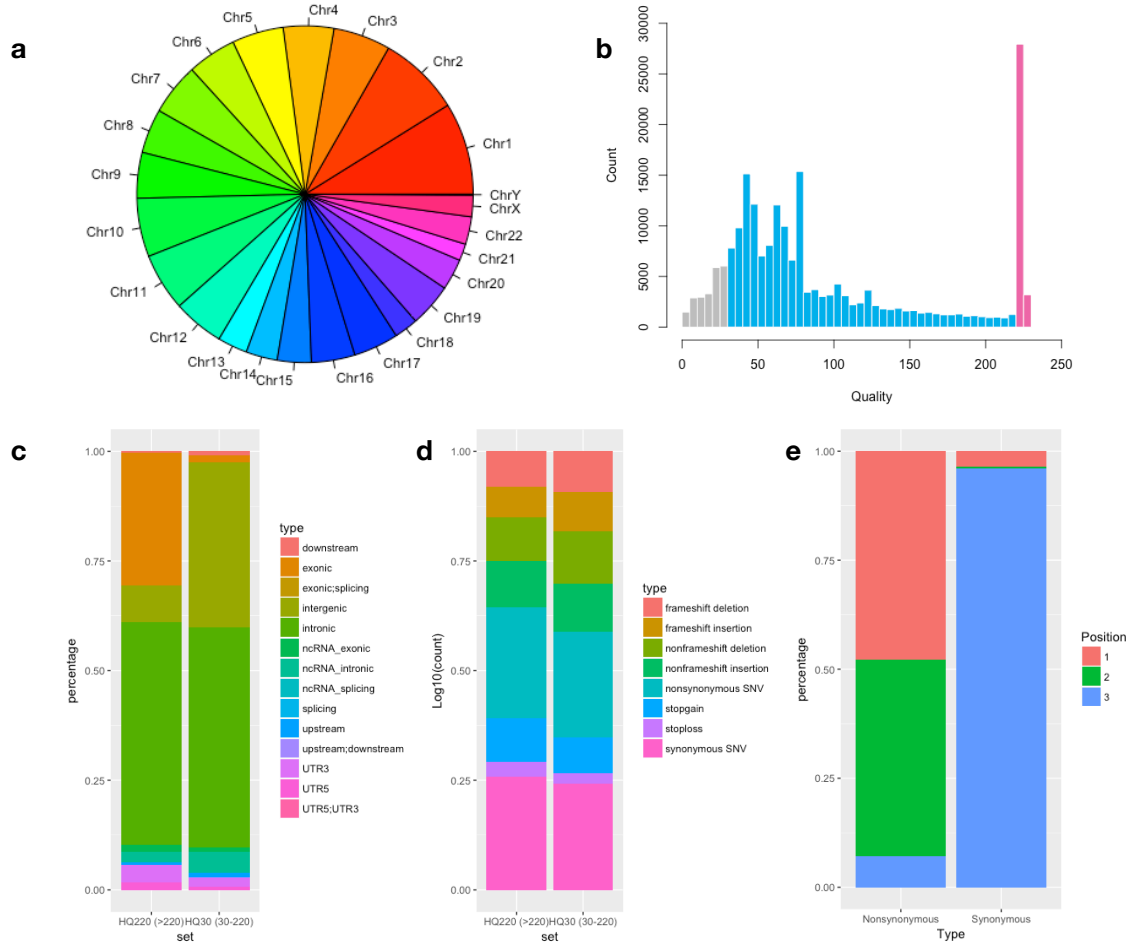 a
Chr1
Chr2
Chr3
Chr4
Chr5
Chr6
Chr7
Chr8
Chr9
Chr10
Chr11
Chr12
Chr13
Chr14
Chr15
Chr16
Chr17
Chr18
Chr19
Chr20
Chr21
Chr22
ChrX
ChrY
b
Count
30000
25000
20000
15000
10000
5000
0
0 50 100 150 200 250
Quality
c
percentage
1.00
0.75
0.50
0.25
0.00
HQ220 (>220) HQ30 (30-220)
set
type
downstream
exonic
exonic;splicing
intergenic
intronic
ncRNA_exonic
ncRNA_intronic
ncRNA_splicing
splicing
upstream
upstream;downstream
UTR3
UTR5
UTR5;UTR3
d
Log10(count)
1.00
0.75
0.50
0.25
0.00
HQ220 (>220) HQ30 (30-220)
set
type
frameshift deletion
frameshift insertion
nonframeshift deletion
nonframeshift insertion
nonsynonymous SNV
stopgain
stoploss
synonymous SNV
e
percentage
1.00
0.75
0.50
0.25
0.00
Nonsynonymous Synonymous
Type
Position
1
2
3